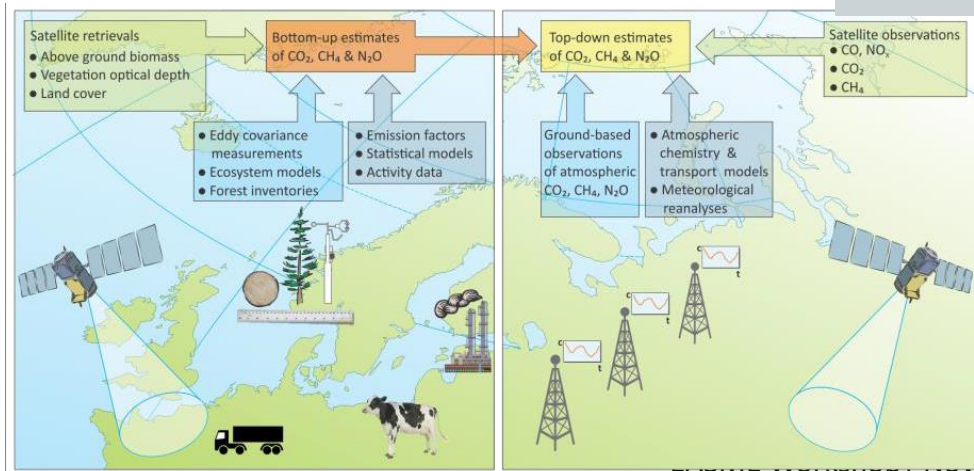 Satellite retrievals
● Above ground biomass
● Vegetation optical depth
● Land cover
Bottom-up estimates
of CO₂, CH₄ & N₂O
● Eddy covariance
measurements
● Ecosystem models
● Forest inventories
● Emission factors
● Statistical models
● Activity data
Top-down estimates
of CO₂, CH₄ & N₂O
Satellite observations
● CO, NOₓ
● CO₂
● CH₄
Ground-based
observations
of atmospheric
CO₂, CH₄, N₂O
● Atmospheric
chemistry &
transport models
● Meteorological
reanalyses
c
t
c
t
c
t